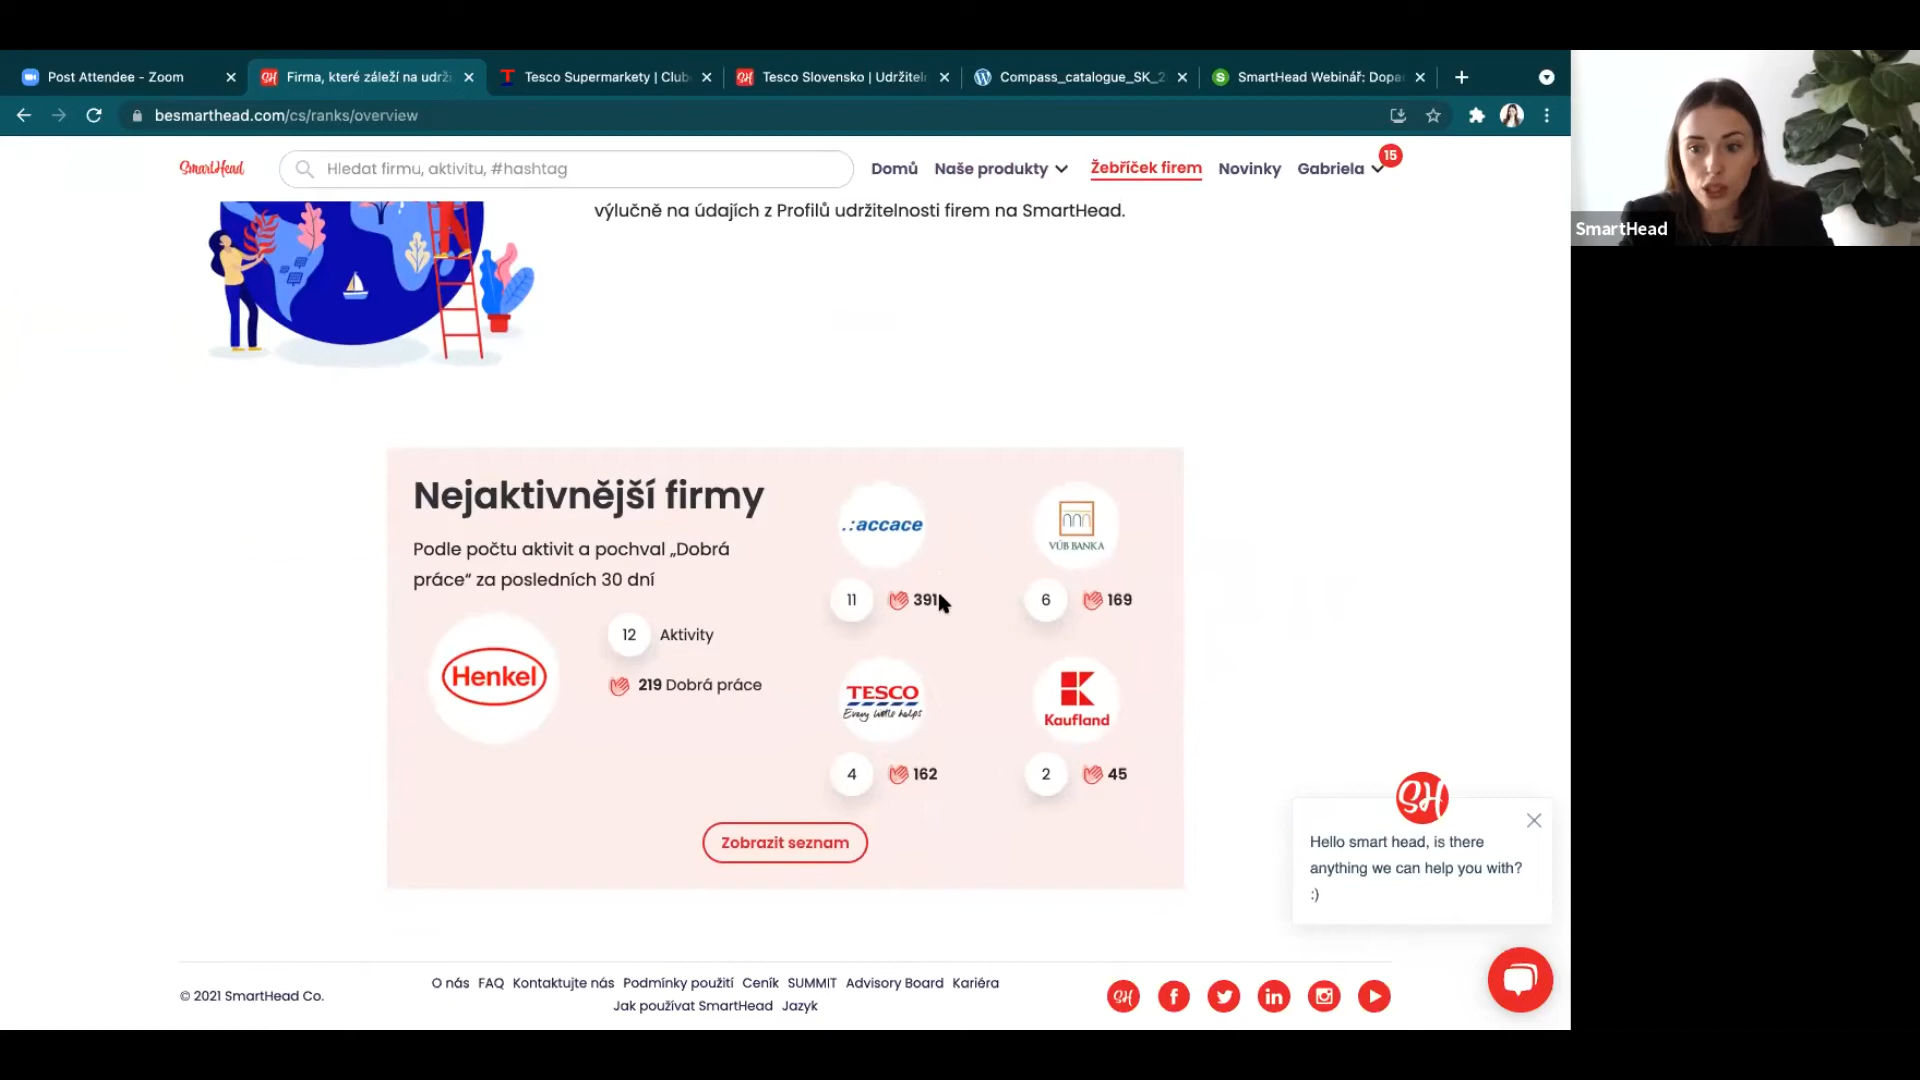 Post Attendee - Zoom
Firma, které záleží na udrži
Tesco Supermarkety | Club
Tesco Slovensko | Udržiteln
Compass_catalogue_SK_2
SmartHead Webinář: Dopa
besmarthead.com/cs/ranks/overview
SmartHead
Hledat firmu, aktivitu, #hashtag
Domů
Naše produkty
Žebříček firem
Novinky
Gabriela
15
SmartHead
výlučně na údajích z Profilů udržitelnosti firem na SmartHead.
Nejaktivnější firmy
Podle počtu aktivit a pochval „Dobrá
práce“ za posledních 30 dní
Henkel
12 Aktivity
219 Dobrá práce
.:accace
11 391
VÚB BANKA
6 169
TESCO
Every little helps
4 162
Kaufland
2 45
Zobrazit seznam
SH
Hello smart head, is there
anything we can help you with?
:)
© 2021 SmartHead Co.
O nás FAQ Kontaktujte nás Podmínky použití Ceník SUMMIT Advisory Board Kariéra
Jak používat SmartHead Jazyk
SH